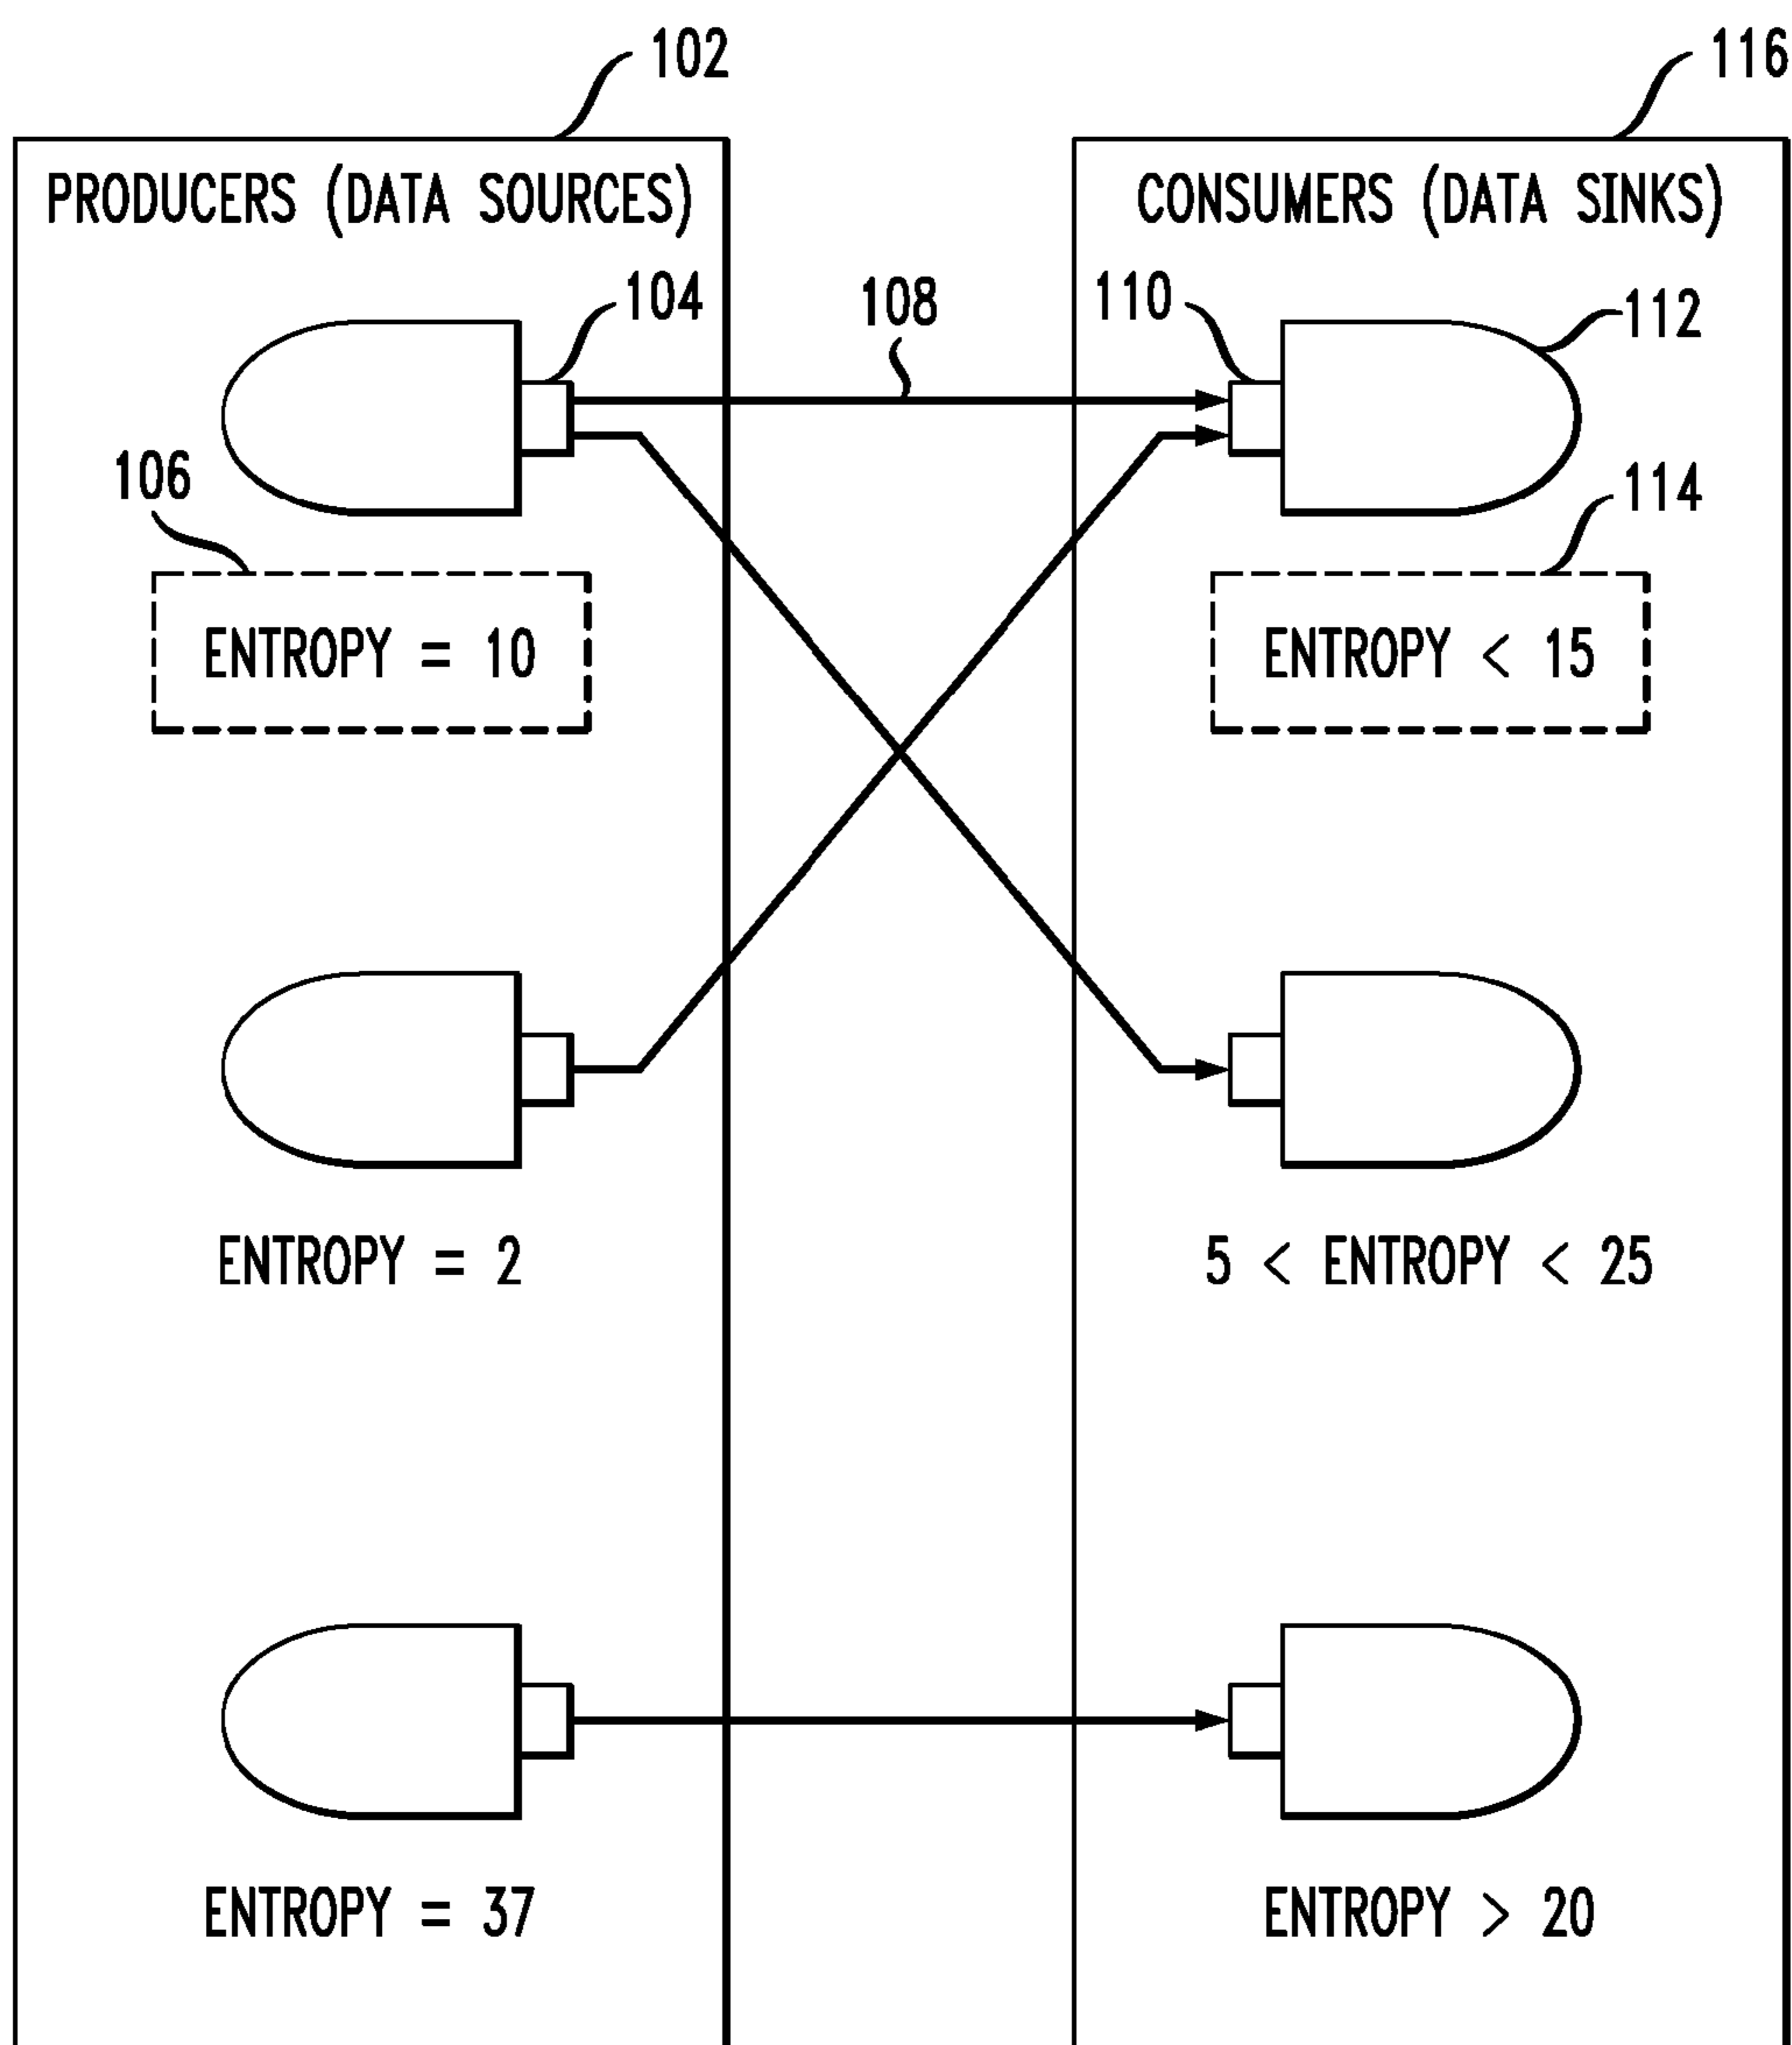 102
116
PRODUCERS (DATA SOURCES)
CONSUMERS (DATA SINKS)
104
108
110
112
106
114
ENTROPY = 10
ENTROPY < 15
ENTROPY = 2
5 < ENTROPY < 25
ENTROPY = 37
ENTROPY > 20